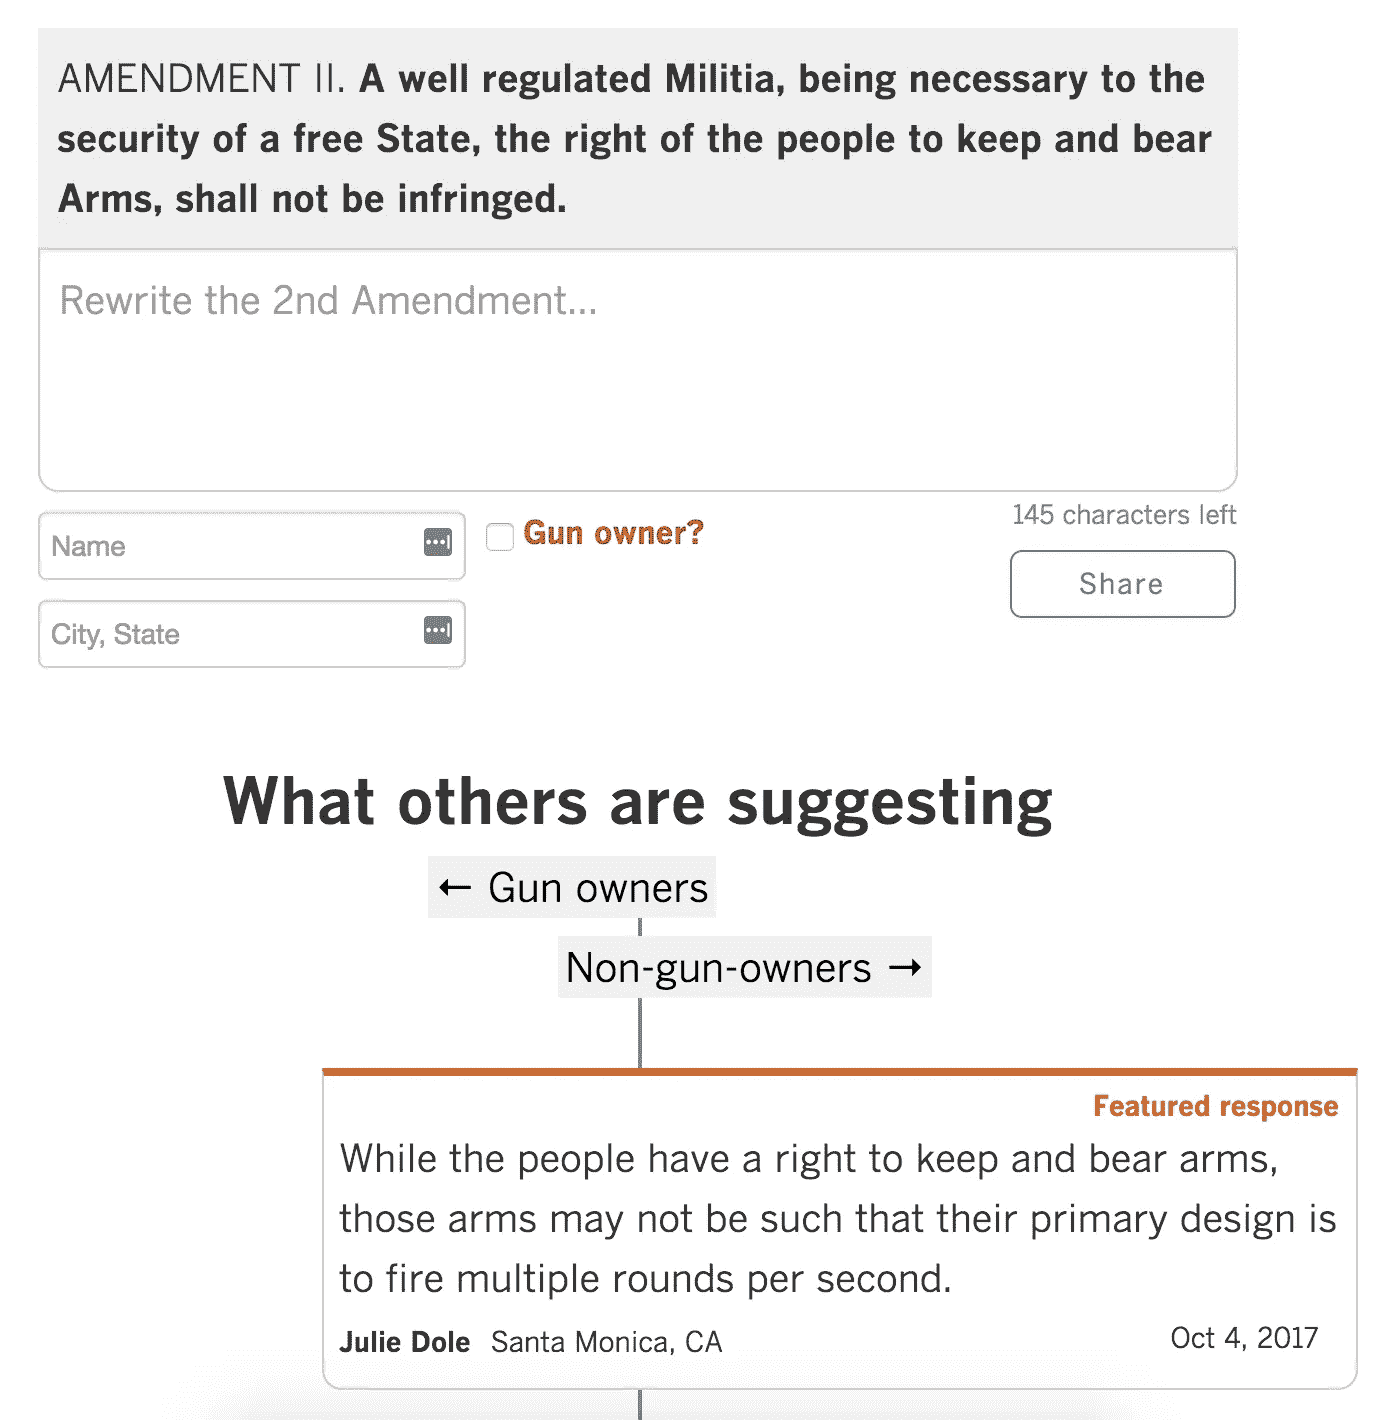 AMENDMENT II. A well regulated Militia, being necessary to the
security of a free State, the right of the people to keep and bear
Arms, shall not be infringed.
Rewrite the 2nd Amendment...
145 characters left
Name
Gun owner?
Share
City, State
What others are suggesting
← Gun owners
Non-gun-owners →
Featured response
While the people have a right to keep and bear arms,
those arms may not be such that their primary design is
to fire multiple rounds per second.
Julie Dole Santa Monica, CA
Oct 4, 2017